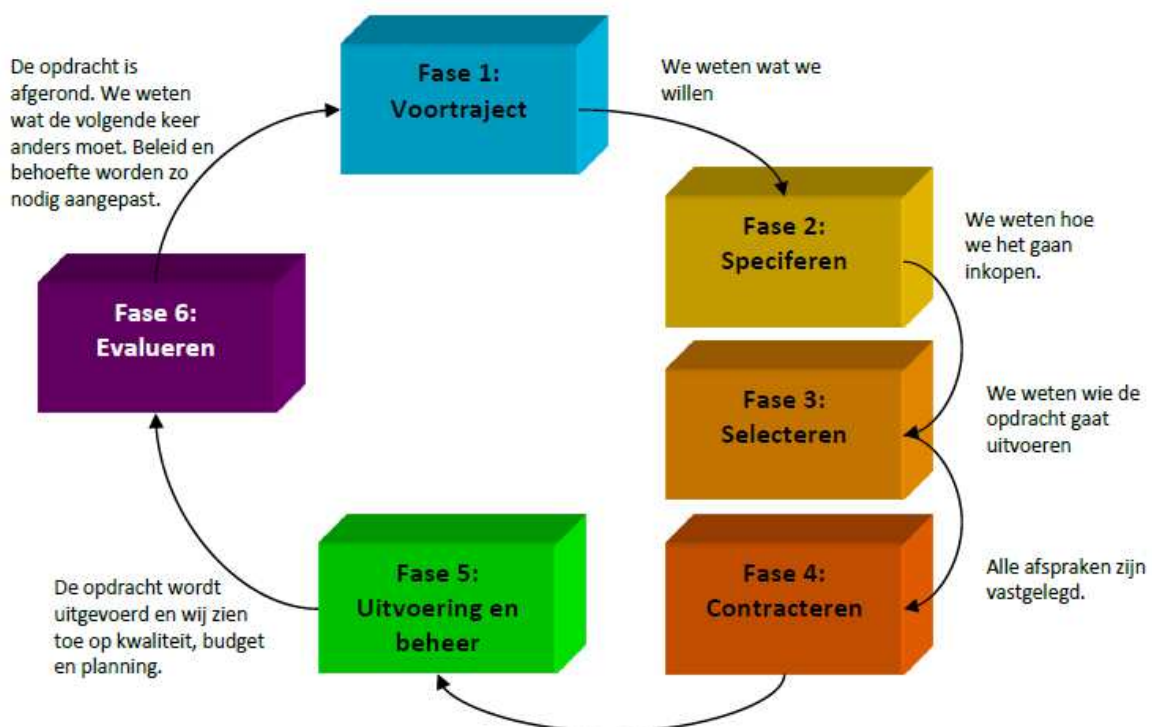 Fase 1:
Voortraject
We weten wat we
willen
Fase 2:
Speciferen
We weten hoe
we het gaan
inkopen.
Fase 3:
Selecteren
We weten wie de
opdracht gaat
uitvoeren
Fase 4:
Contracteren
Alle afspraken zijn
vastgelegd.
Fase 5:
Uitvoering en
beheer
De opdracht wordt
uitgevoerd en wij zien
toe op kwaliteit, budget
en planning.
Fase 6:
Evalueren
De opdracht is
afgerond. We weten
wat de volgende keer
anders moet. Beleid en
behoefte worden zo
nodig aangepast.